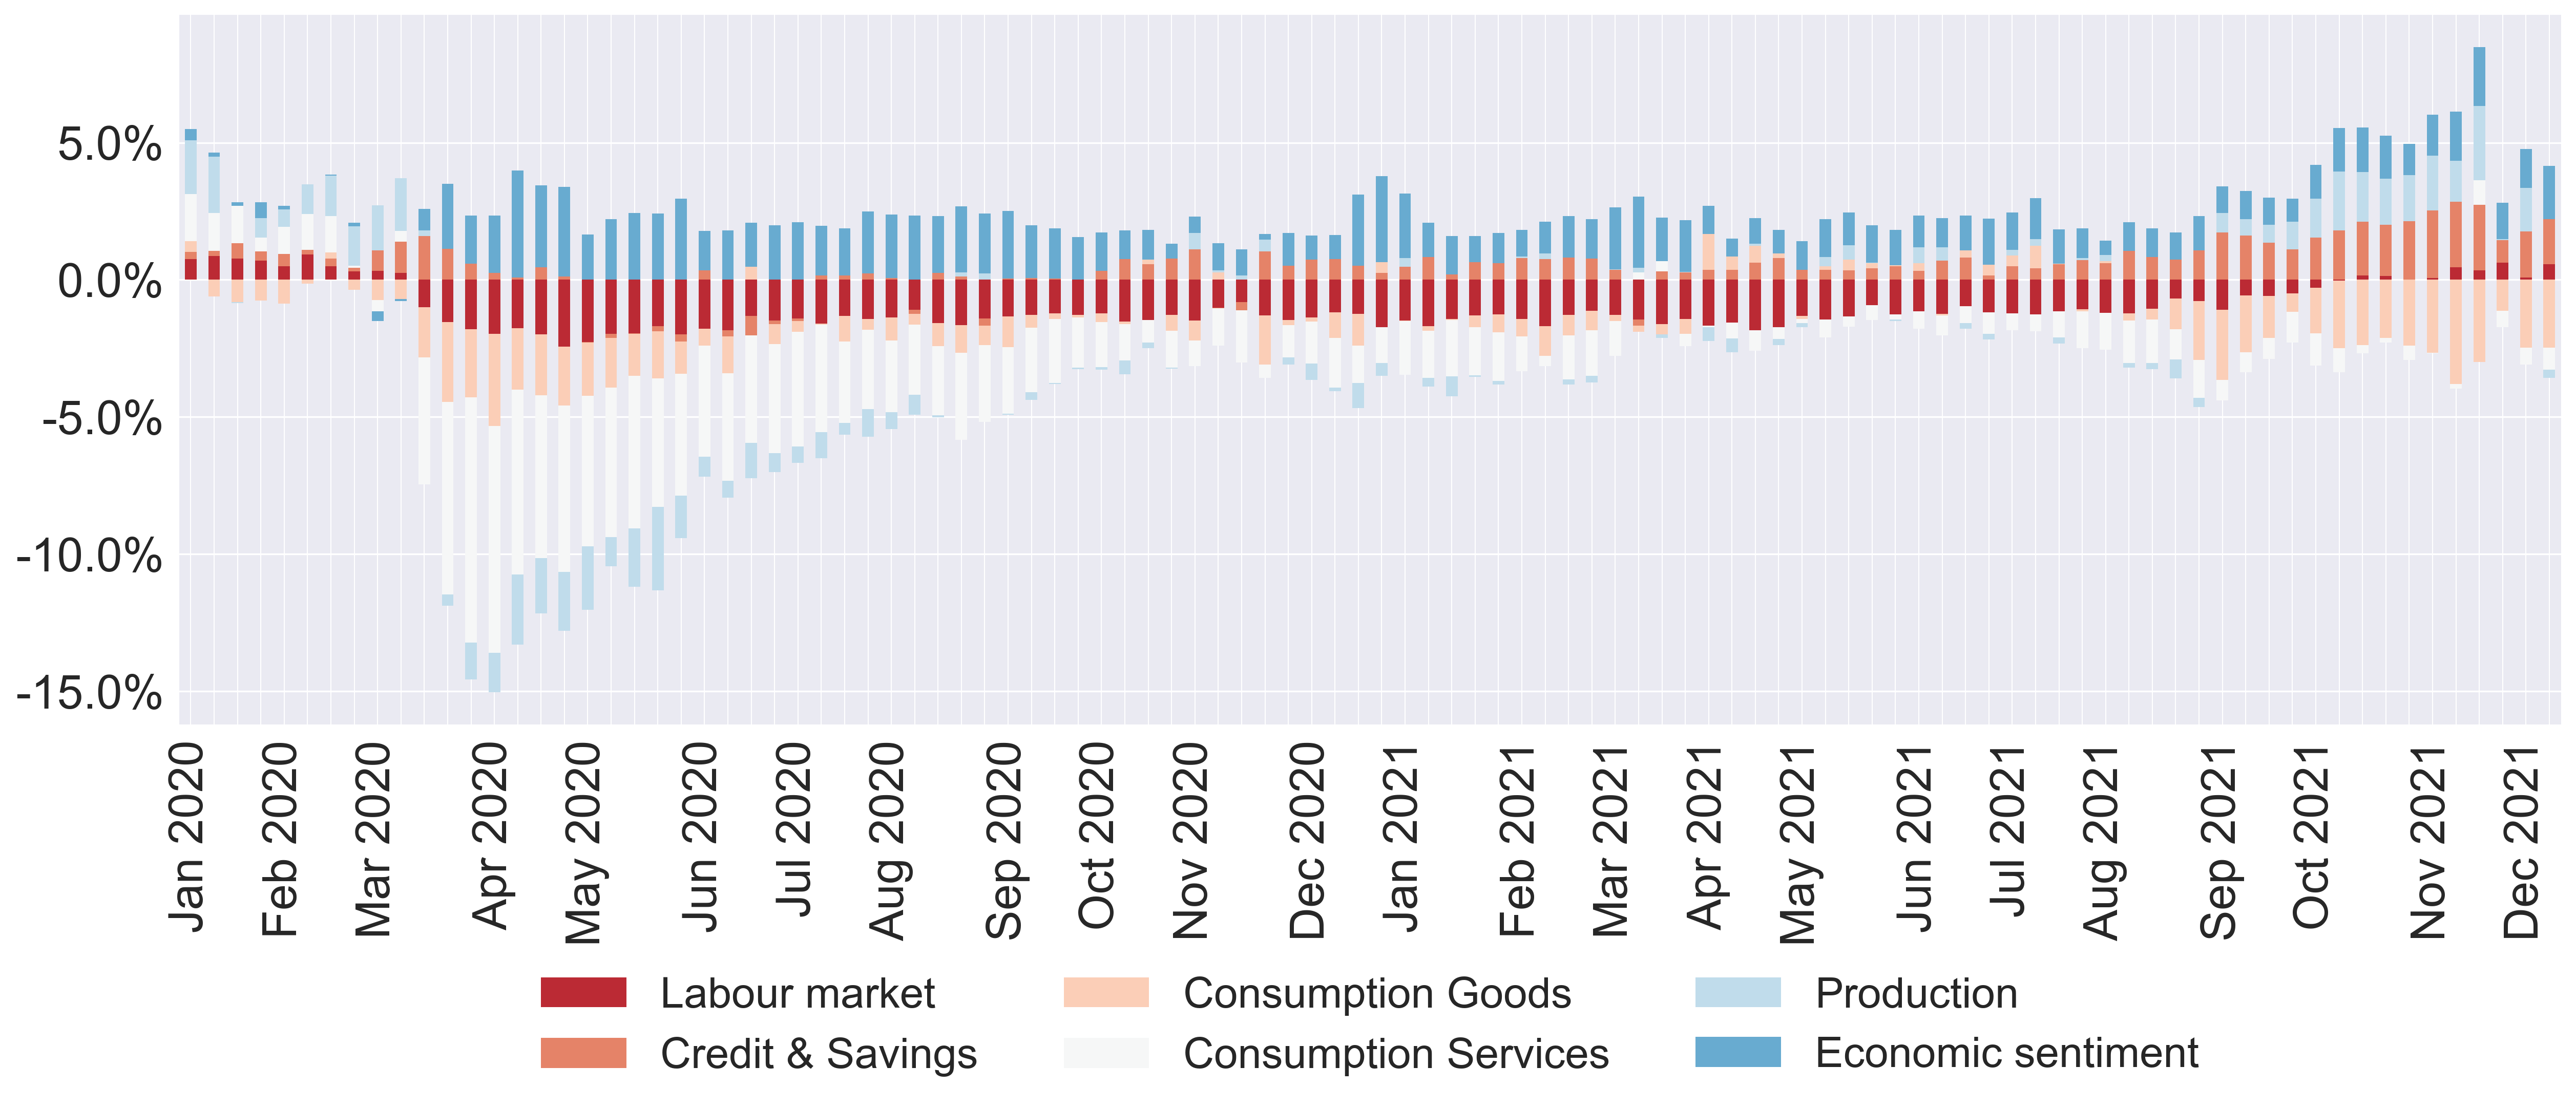 5.0%
0.0%
-5.0%
-10.0%
-15.0%
Jan 2020
Feb 2020
Mar 2020
Apr 2020
May 2020
Jun 2020
Jul 2020
Aug 2020
Sep 2020
Oct 2020
Nov 2020
Dec 2020
Jan 2021
Feb 2021
Mar 2021
Apr 2021
May 2021
Jun 2021
Jul 2021
Aug 2021
Sep 2021
Oct 2021
Nov 2021
Dec 2021
Labour market
Credit & Savings
Consumption Goods
Consumption Services
Production
Economic sentiment